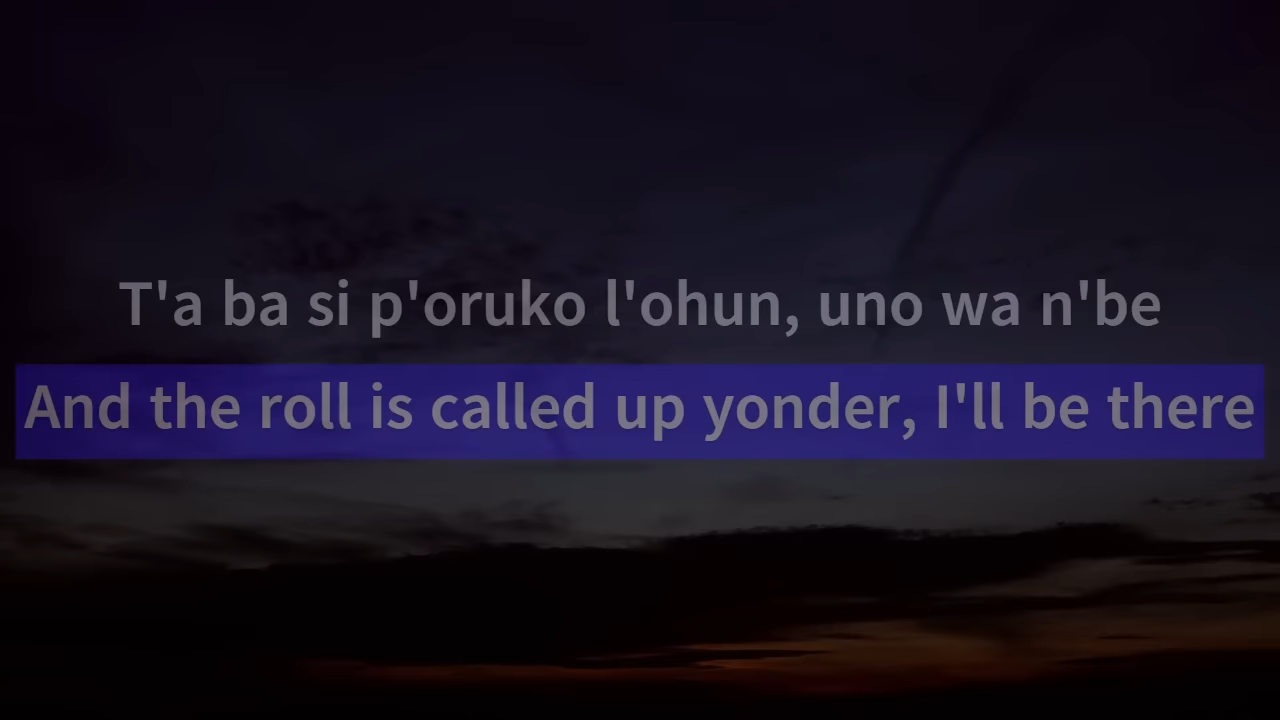 T'a ba si p'oruko l'ohun, uno wa n'be
And the roll is called up yonder, I'll be there